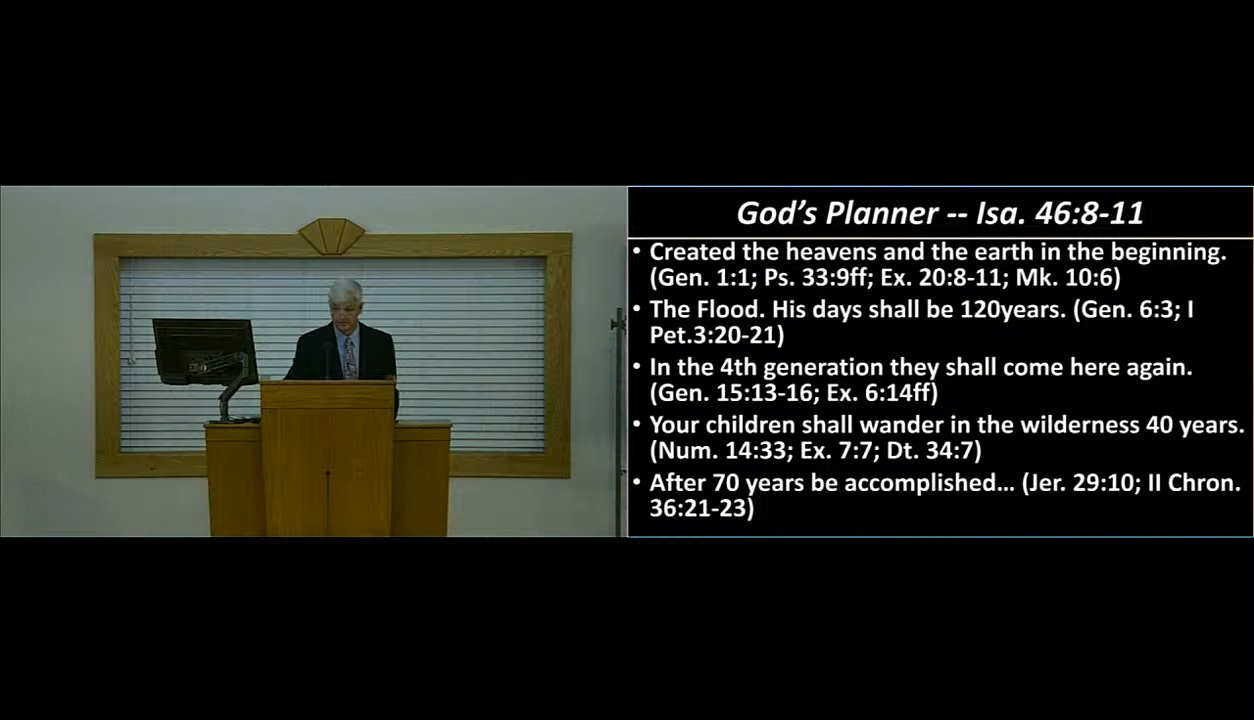 God's Planner -- Isa. 46:8-11
• Created the heavens and the earth in the beginning.
(Gen. 1:1; Ps. 33:9ff; Ex. 20:8-11; Mk. 10:6)
• The Flood. His days shall be 120years. (Gen. 6:3; I
Pet.3:20-21)
• In the 4th generation they shall come here again.
(Gen. 15:13-16; Ex. 6:14ff)
• Your children shall wander in the wilderness 40 years.
(Num. 14:33; Ex. 7:7; Dt. 34:7)
• After 70 years be accomplished… (Jer. 29:10; II Chron.
36:21-23)